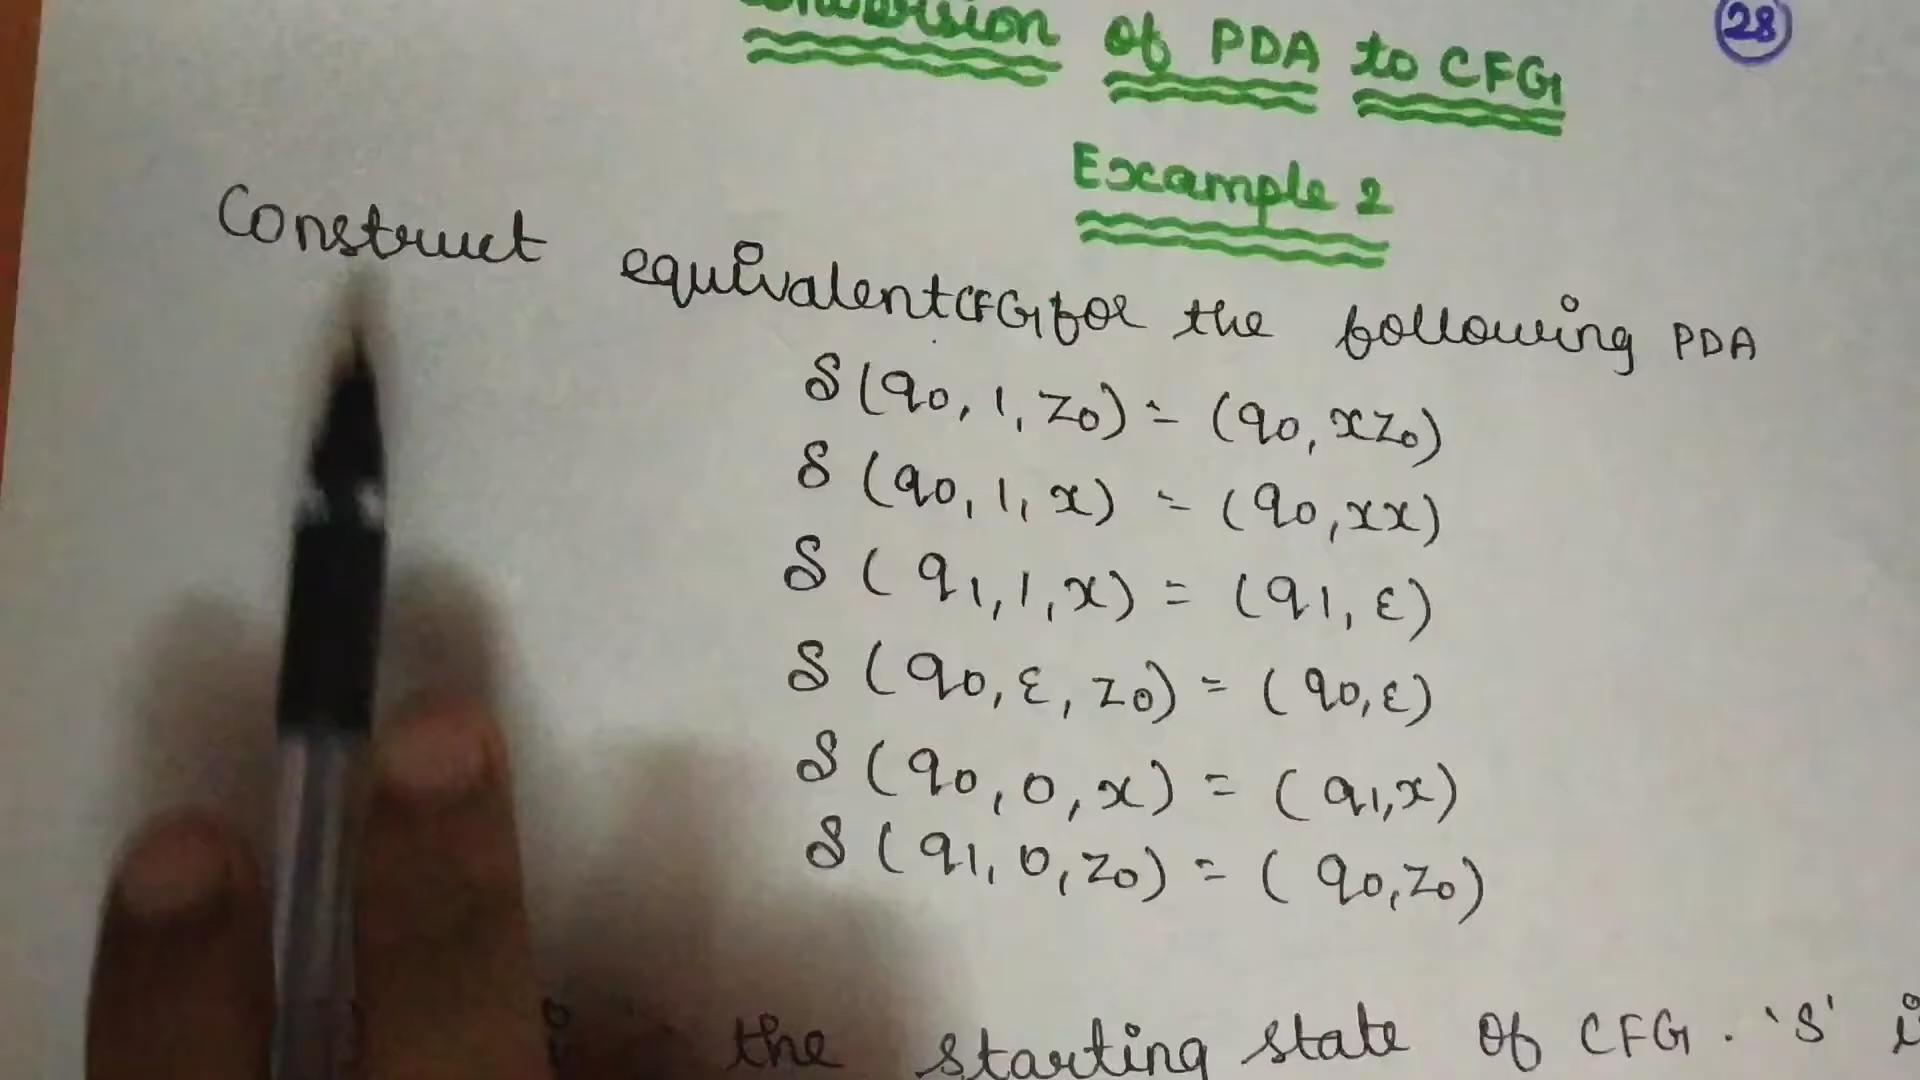 Conversion of PDA to CFG
28
Example 2
Construct equivalent CFG for the following PDA
δ(q0, 1, z0) = (q0, xz0)
δ(q0, 1, x) = (q0, xx)
δ(q1, 1, x) = (q1, ε)
δ(q0, ε, z0) = (q0, ε)
δ(q0, 0, x) = (q1, x)
δ(q1, 0, z0) = (q0, z0)
the starting state of CFG. 'S'